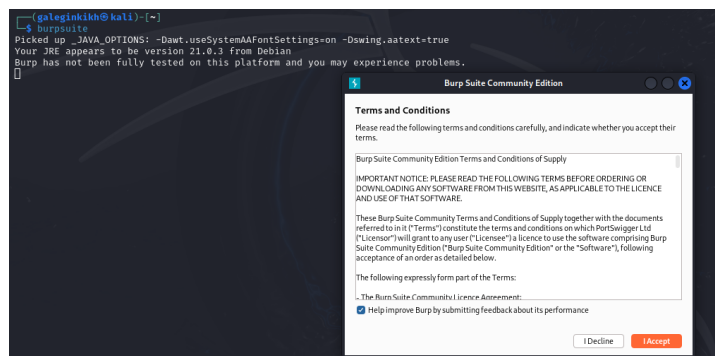 (galeginkikh㉿kali)-[~]
$ burpsuite
Picked up _JAVA_OPTIONS: -Dawt.useSystemAAFontSettings=on -Dswing.aatext=true
Your JRE appears to be version 21.0.3 from Debian
Burp has not been fully tested on this platform and you may experience problems.
Burp Suite Community Edition
Terms and Conditions
Please read the following terms and conditions carefully, and indicate whether you accept their
terms.
Burp Suite Community Edition Terms and Conditions of Supply
IMPORTANT NOTICE: PLEASE READ THE FOLLOWING TERMS BEFORE ORDERING OR
DOWNLOADING ANY SOFTWARE FROM THIS WEBSITE, AS APPLICABLE TO THE LICENCE
AND USE OF THAT SOFTWARE.
These Burp Suite Community Terms and Conditions of Supply together with the documents
referred to in it ("Terms") constitute the terms and conditions on which PortSwigger Ltd
("Licensor") will grant to any user ("Licensee") a licence to use the software comprising Burp
Suite Community Edition ("Burp Suite Community Edition" or the "Software"), following
acceptance of an order as detailed below.
The following expressly form part of the Terms:
- The Burp Suite Community Licence Agreement;
Help improve Burp by submitting feedback about its performance
I Decline
I Accept